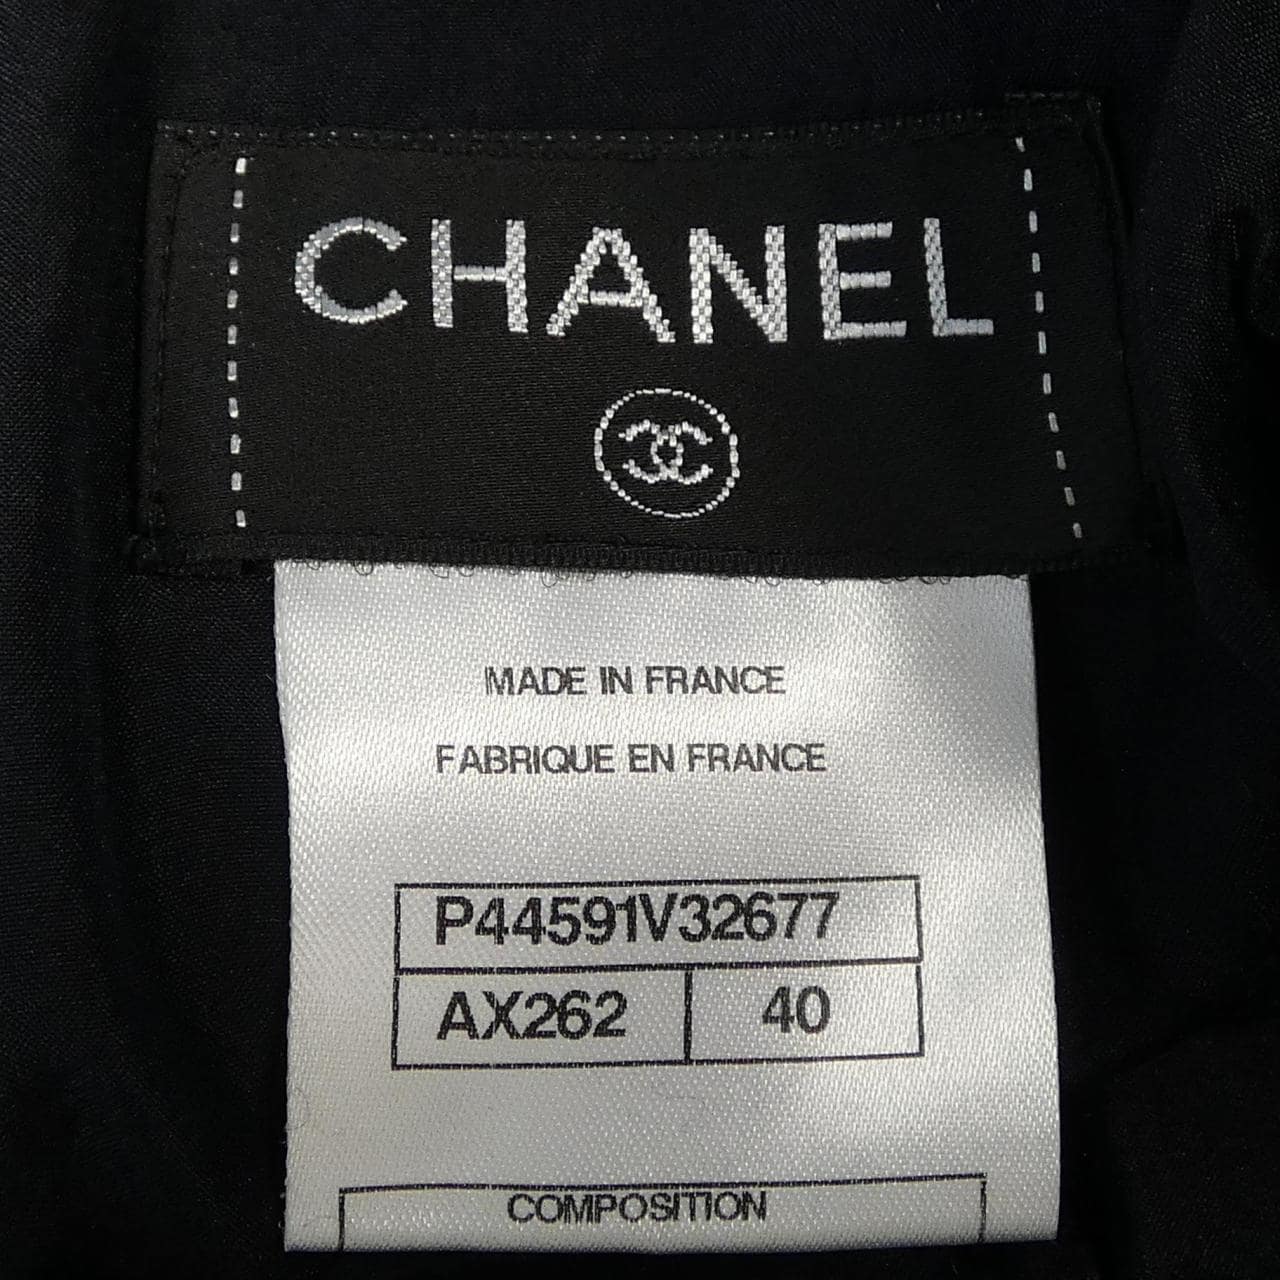 CHANEL
MADE IN FRANCE
FABRIQUE EN FRANCE
P44591V32677
AX262 40
COMPOSITION